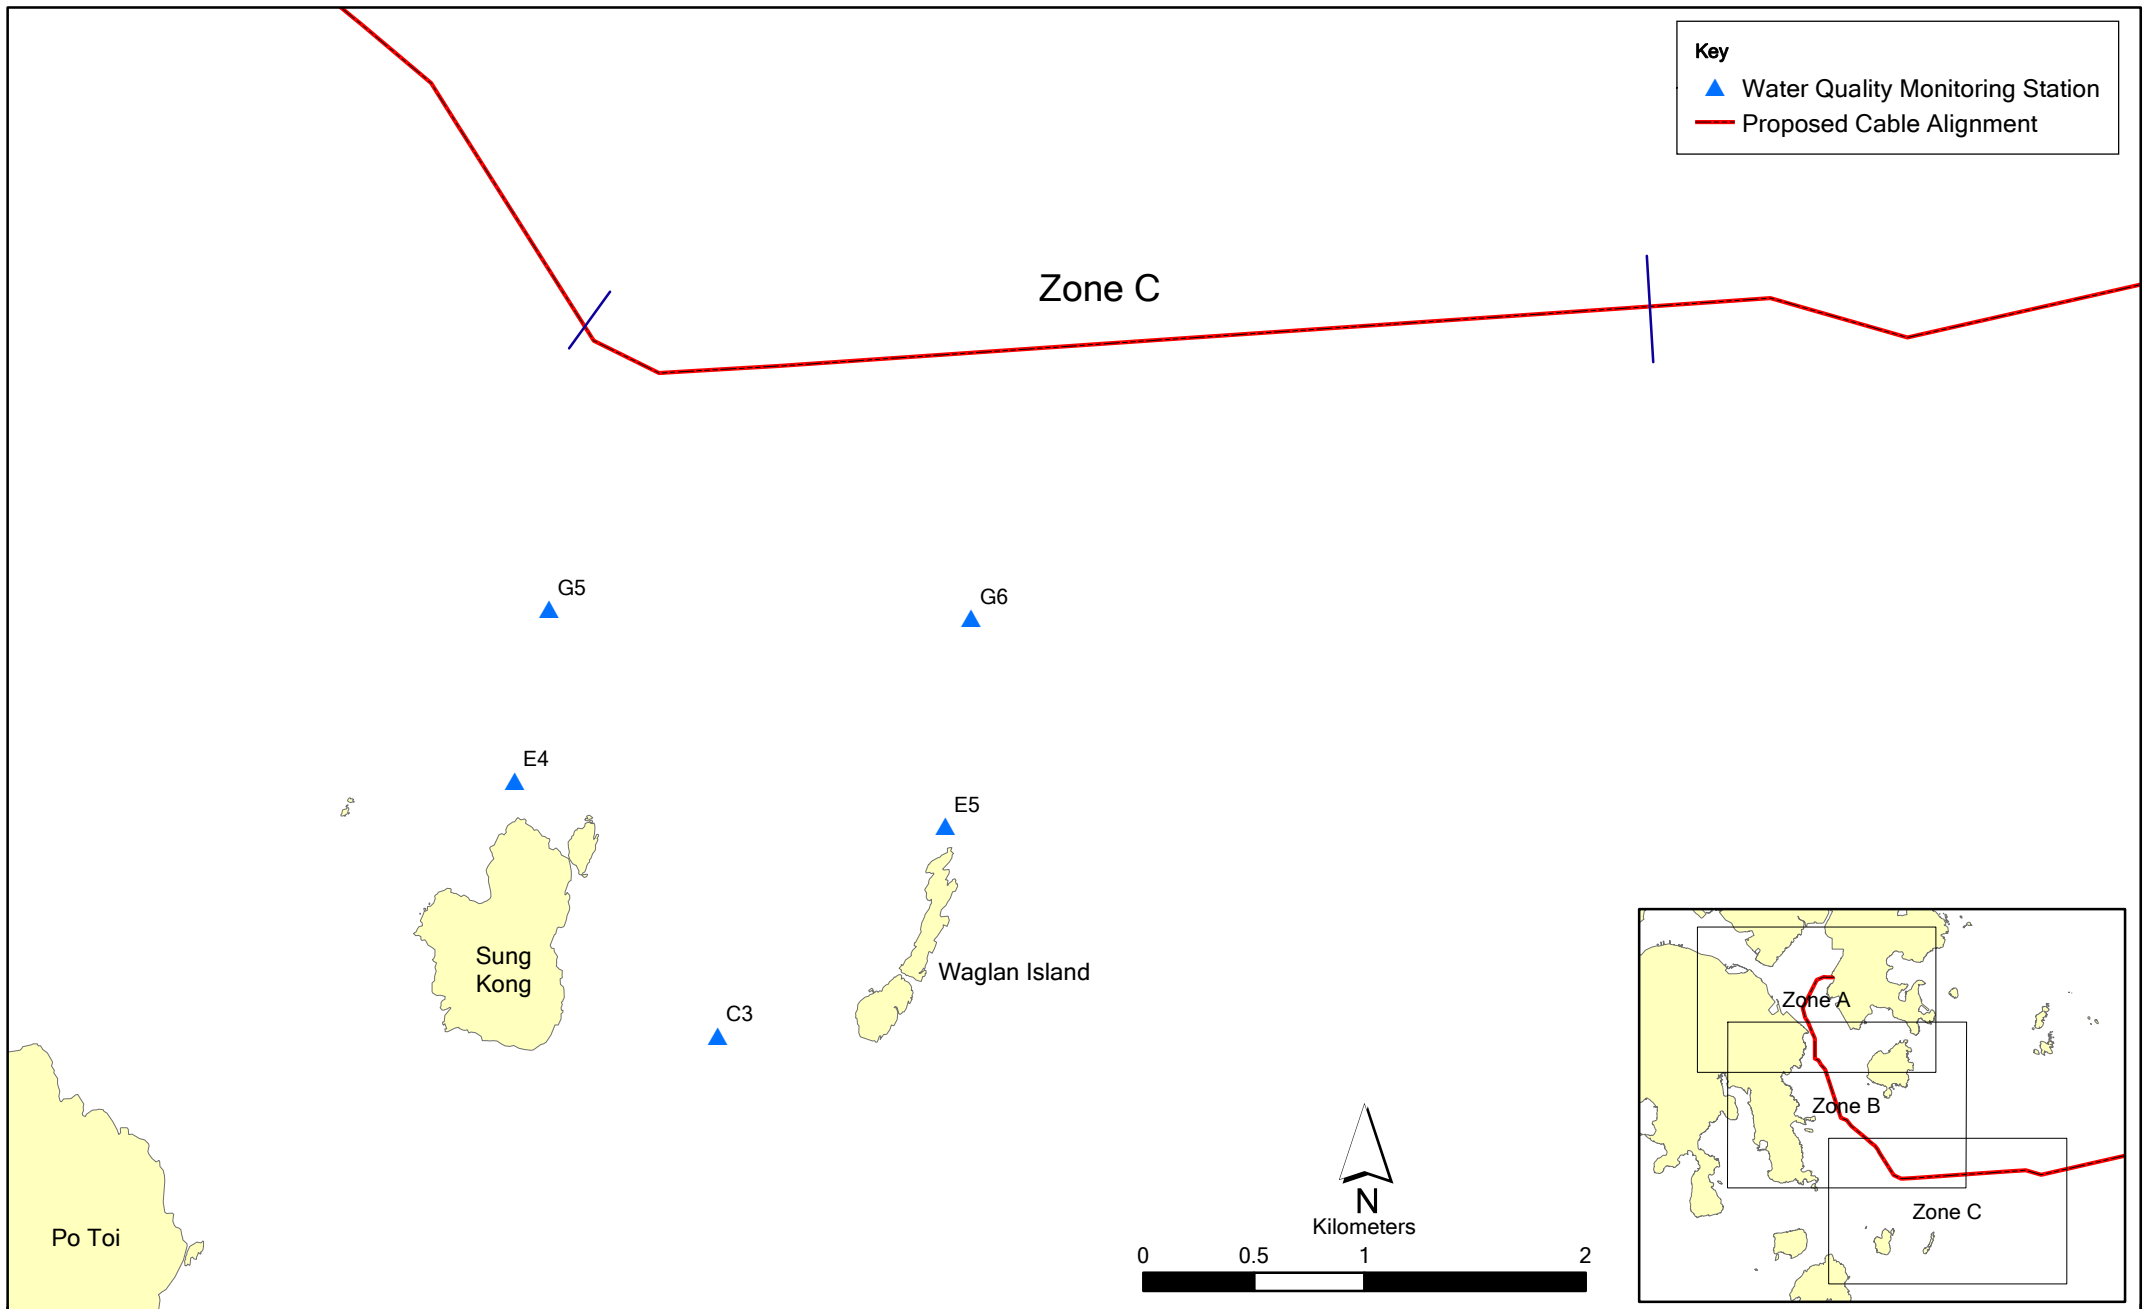 Key
Water Quality Monitoring Station
Proposed Cable Alignment
Zone C
G5
G6
E4
E5
Sung
Kong
Waglan Island
C3
Po Toi
N
Kilometers
0 0.5 1 2
Zone A
Zone B
Zone C